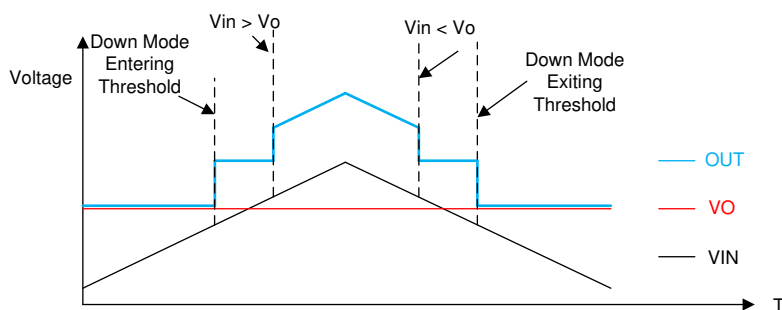 Vin > Vo
Vin < Vo
Down Mode
Entering
Threshold
Down Mode
Exiting
Threshold
Voltage
OUT
VO
VIN
T